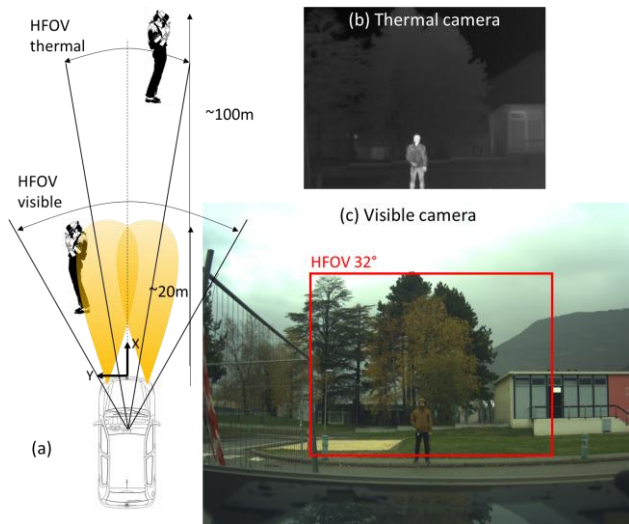 HFOV
thermal
~100m
HFOV
visible
~20m
X
Y
(a)
(b) Thermal camera
(c) Visible camera
HFOV 32°